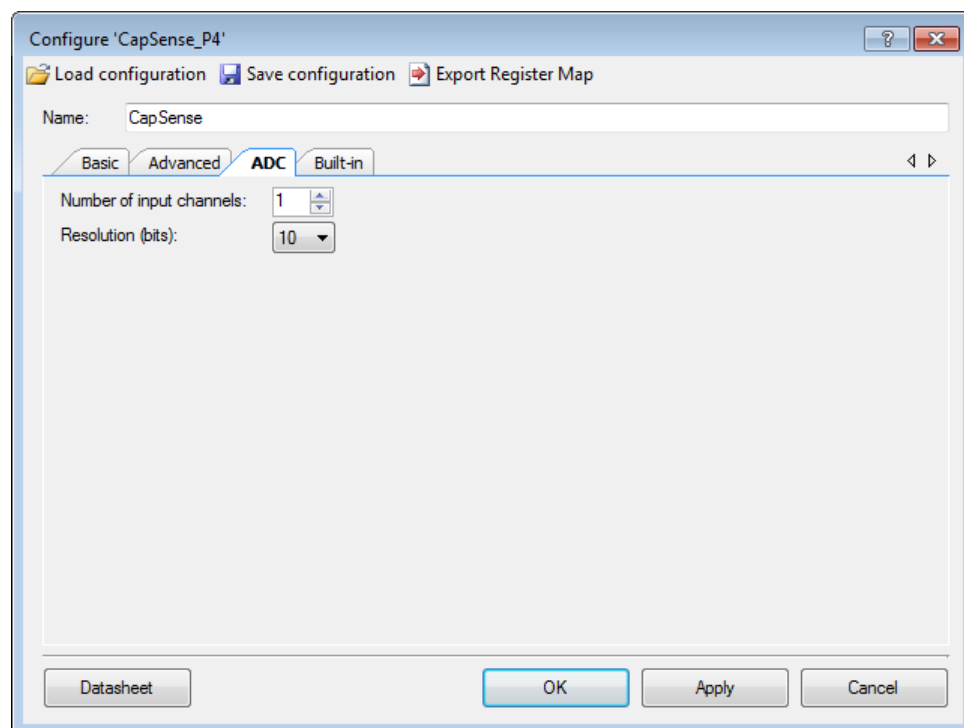 Configure 'CapSense_P4'
Load configuration Save configuration Export Register Map
Name: CapSense
Basic Advanced ADC Built-in
Number of input channels: 1
Resolution (bits): 10
Datasheet OK Apply Cancel